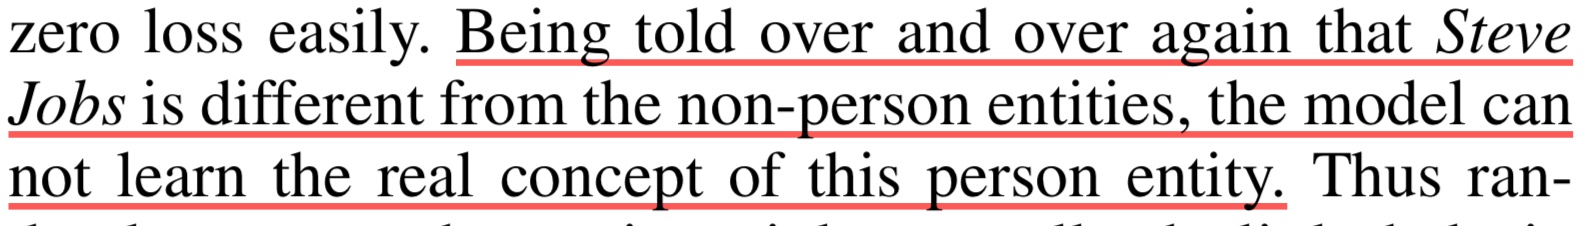 zero loss easily. Being told over and over again that Steve
Jobs is different from the non-person entities, the model can
not learn the real concept of this person entity. Thus ran-